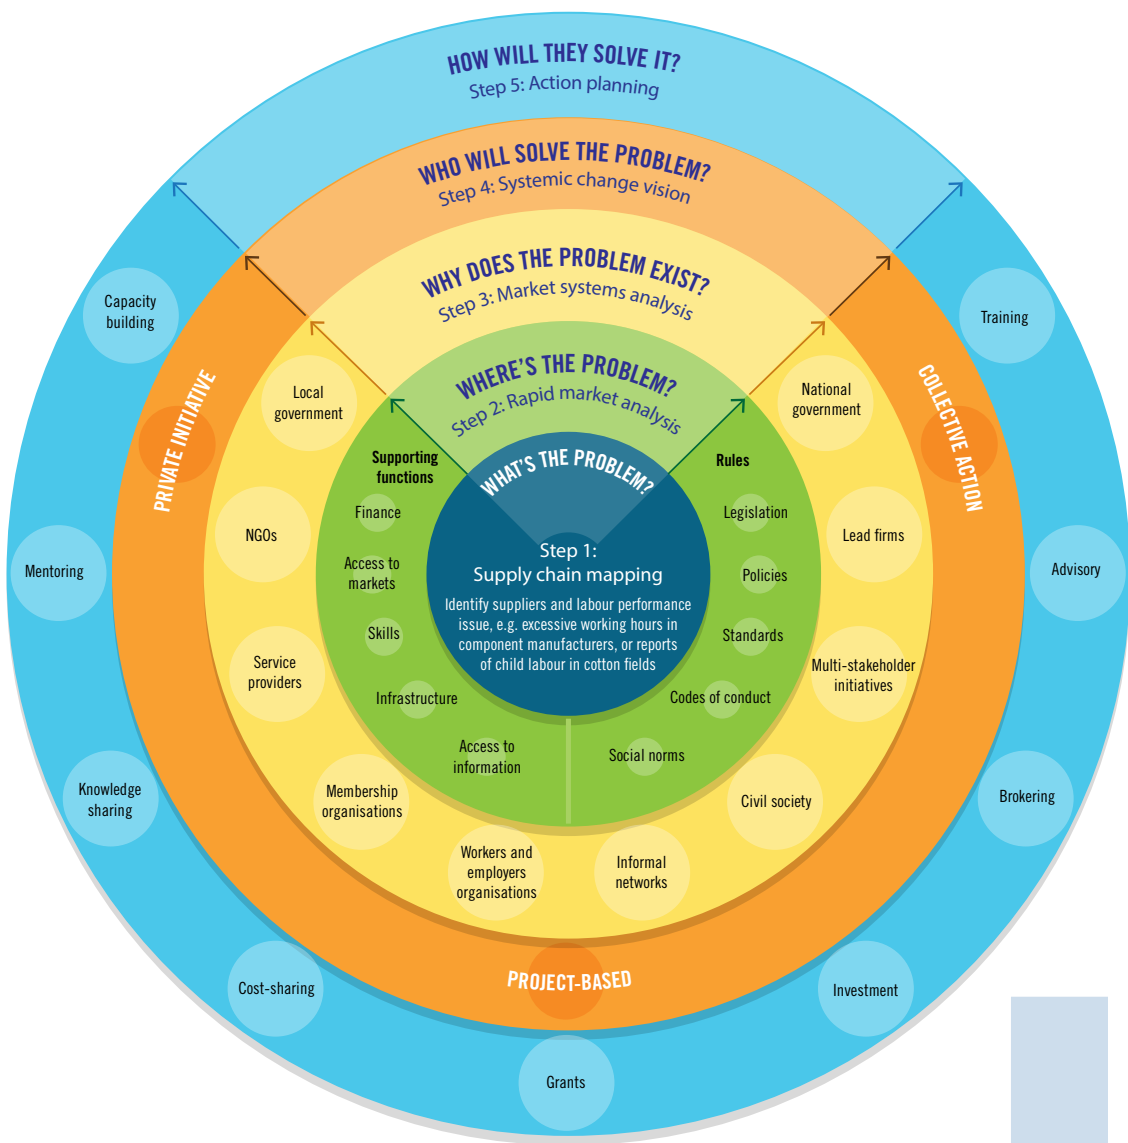 HOW WILL THEY SOLVE IT?
Step 5: Action planning
WHO WILL SOLVE THE PROBLEM?
Step 4: Systemic change vision
WHY DOES THE PROBLEM EXIST?
Step 3: Market systems analysis
WHERE'S THE PROBLEM?
Step 2: Rapid market analysis
WHAT'S THE PROBLEM?
Step 1:
Supply chain mapping
Identify suppliers and labour performance
issue, e.g. excessive working hours in
component manufacturers, or reports
of child labour in cotton fields
Supporting
functions
Finance
Access to
markets
Skills
Infrastructure
Access to
information
Rules
Legislation
Policies
Standards
Codes of conduct
Social norms
Local
government
NGOs
Service
providers
Membership
organisations
Workers and
employers
organisations
Informal
networks
Civil society
Multi-stakeholder
initiatives
Lead firms
National
government
PRIVATE INITIATIVE
PROJECT-BASED
COLLECTIVE ACTION
Capacity
building
Mentoring
Knowledge
sharing
Cost-sharing
Grants
Investment
Brokering
Advisory
Training